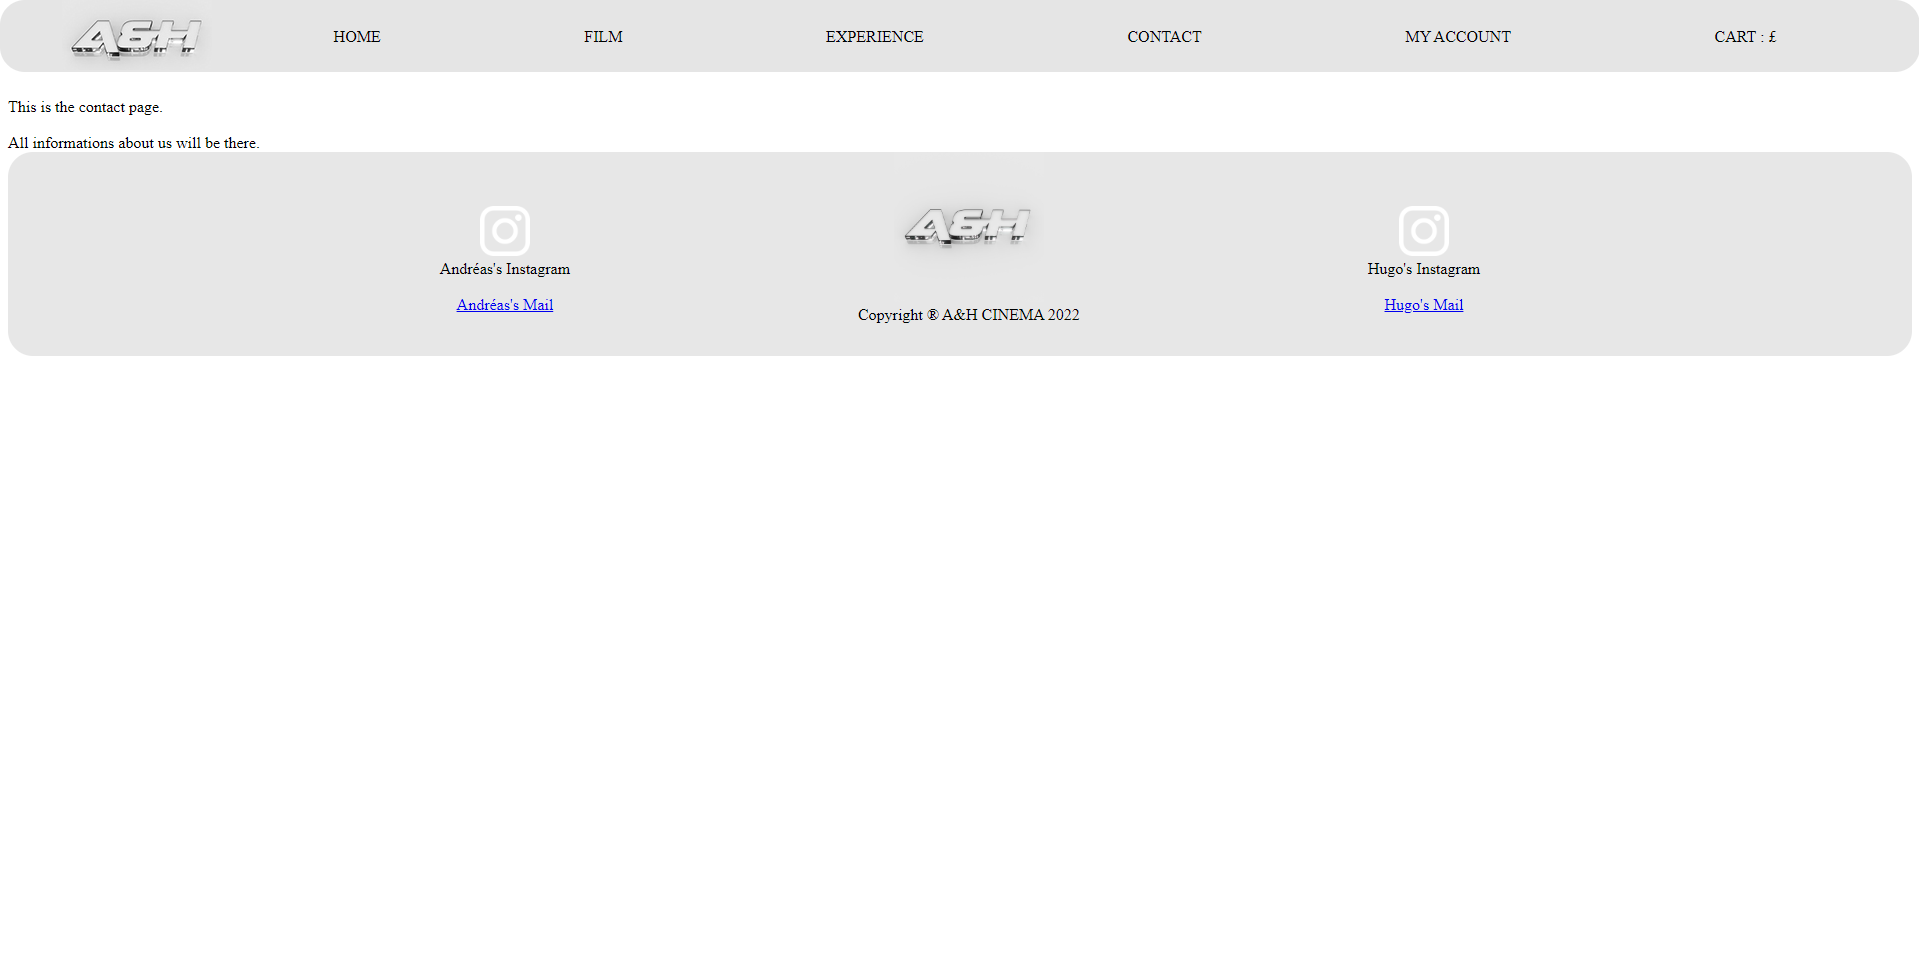 A&H
HOME
FILM
EXPERIENCE
CONTACT
MY ACCOUNT
CART : £
This is the contact page.
All informations about us will be there.
Andréas's Instagram
Andréas's Mail
A&H
Copyright ® A&H CINEMA 2022
Hugo's Instagram
Hugo's Mail